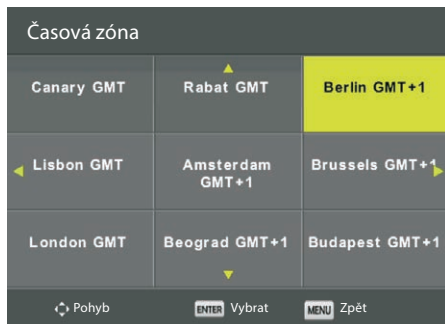 Časová zóna
Canary GMT
Rabat GMT
Berlin GMT+1
Lisbon GMT
Amsterdam
GMT+1
Brussels GMT+1
London GMT
Beograd GMT+1
Budapest GMT+1
Pohyb
ENTER Vybrat
MENU Zpět